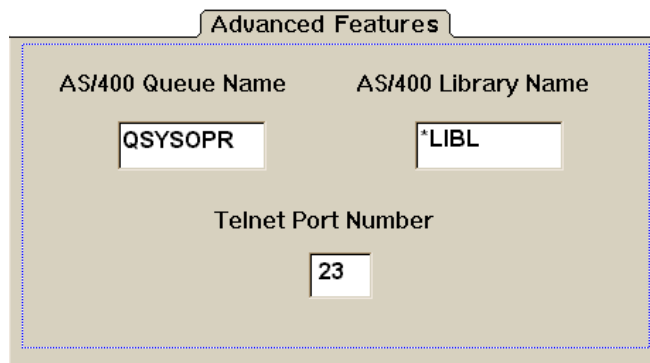 Advanced Features
AS/400 Queue Name AS/400 Library Name
QSYSOPR *LIBL
Telnet Port Number
23